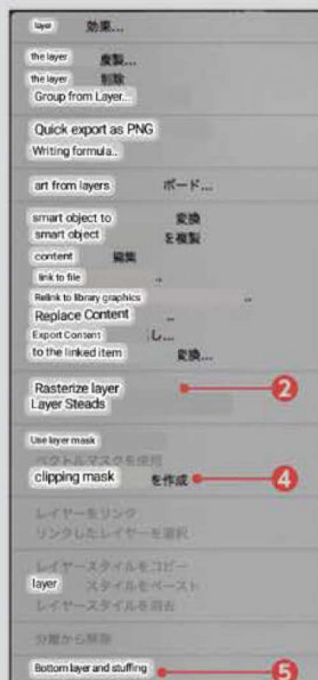 layer 効果...
the layer 複製...
the layer 削除
Group from Layer...
Quick export as PNG
Writing formula..
art from layers ボード...
smart object to 変換
smart object を複製
content 編集
link to file ..
Relink to library graphics ..
Replace Content ..
Export Content し...
to the linked item 変換...
Rasterize layer 2
Layer Steads
Use layer mask
ベクトルマスクを使用
clipping mask を作成 4
レイヤーをリンク
リンクしたレイヤーを選択
レイヤースタイルをコピー
layer スタイルをペースト
レイヤースタイルを消去
分離から解除
Bottom layer and stuffing 5